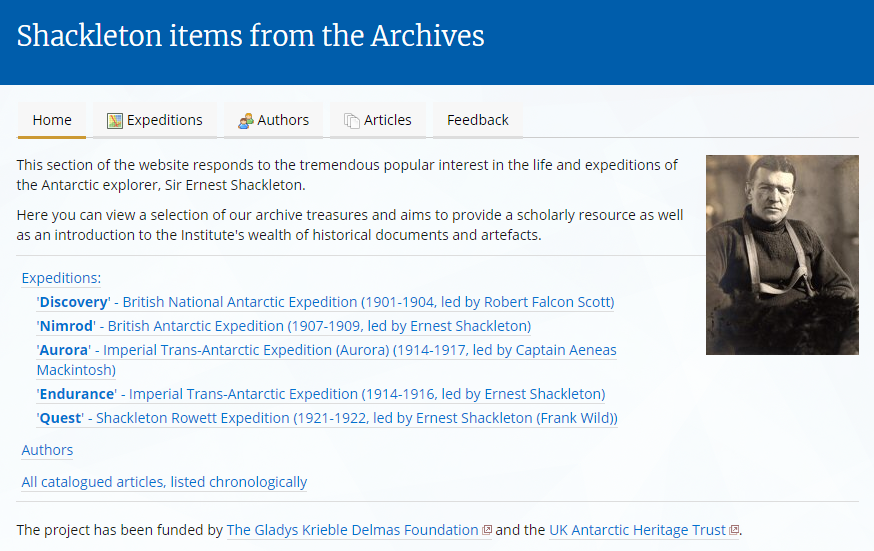 Shackleton items from the Archives
Home Expeditions Authors Articles Feedback
This section of the website responds to the tremendous popular interest in the life and expeditions of
the Antarctic explorer, Sir Ernest Shackleton.
Here you can view a selection of our archive treasures and aims to provide a scholarly resource as well
as an introduction to the Institute's wealth of historical documents and artefacts.
Expeditions:
'Discovery' - British National Antarctic Expedition (1901-1904, led by Robert Falcon Scott)
'Nimrod' - British Antarctic Expedition (1907-1909, led by Ernest Shackleton)
'Aurora' - Imperial Trans-Antarctic Expedition (Aurora) (1914-1917, led by Captain Aeneas
Mackintosh)
'Endurance' - Imperial Trans-Antarctic Expedition (1914-1916, led by Ernest Shackleton)
'Quest' - Shackleton Rowett Expedition (1921-1922, led by Ernest Shackleton (Frank Wild))
Authors
All catalogued articles, listed chronologically
The project has been funded by The Gladys Krieble Delmas Foundation and the UK Antarctic Heritage Trust.